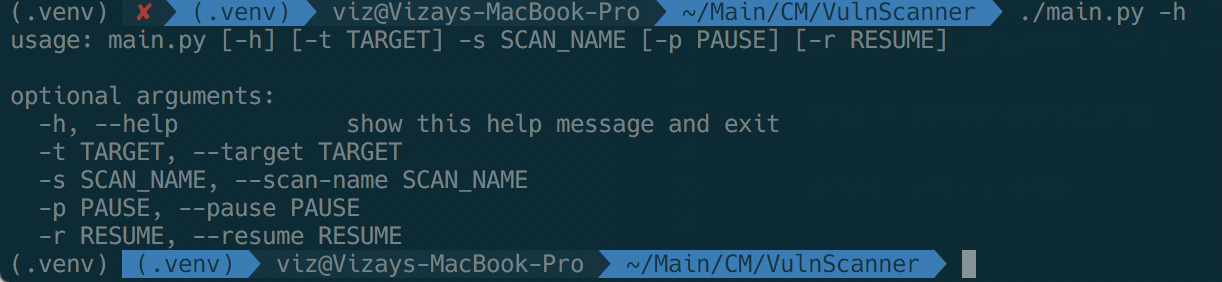 (.venv) ✘ (.venv) viz@Vizays-MacBook-Pro ~/Main/CM/VulnScanner ./main.py -h
usage: main.py [-h] [-t TARGET] -s SCAN_NAME [-p PAUSE] [-r RESUME]
optional arguments:
-h, --help show this help message and exit
-t TARGET, --target TARGET
-s SCAN_NAME, --scan-name SCAN_NAME
-p PAUSE, --pause PAUSE
-r RESUME, --resume RESUME
(.venv) (.venv) viz@Vizays-MacBook-Pro ~/Main/CM/VulnScanner